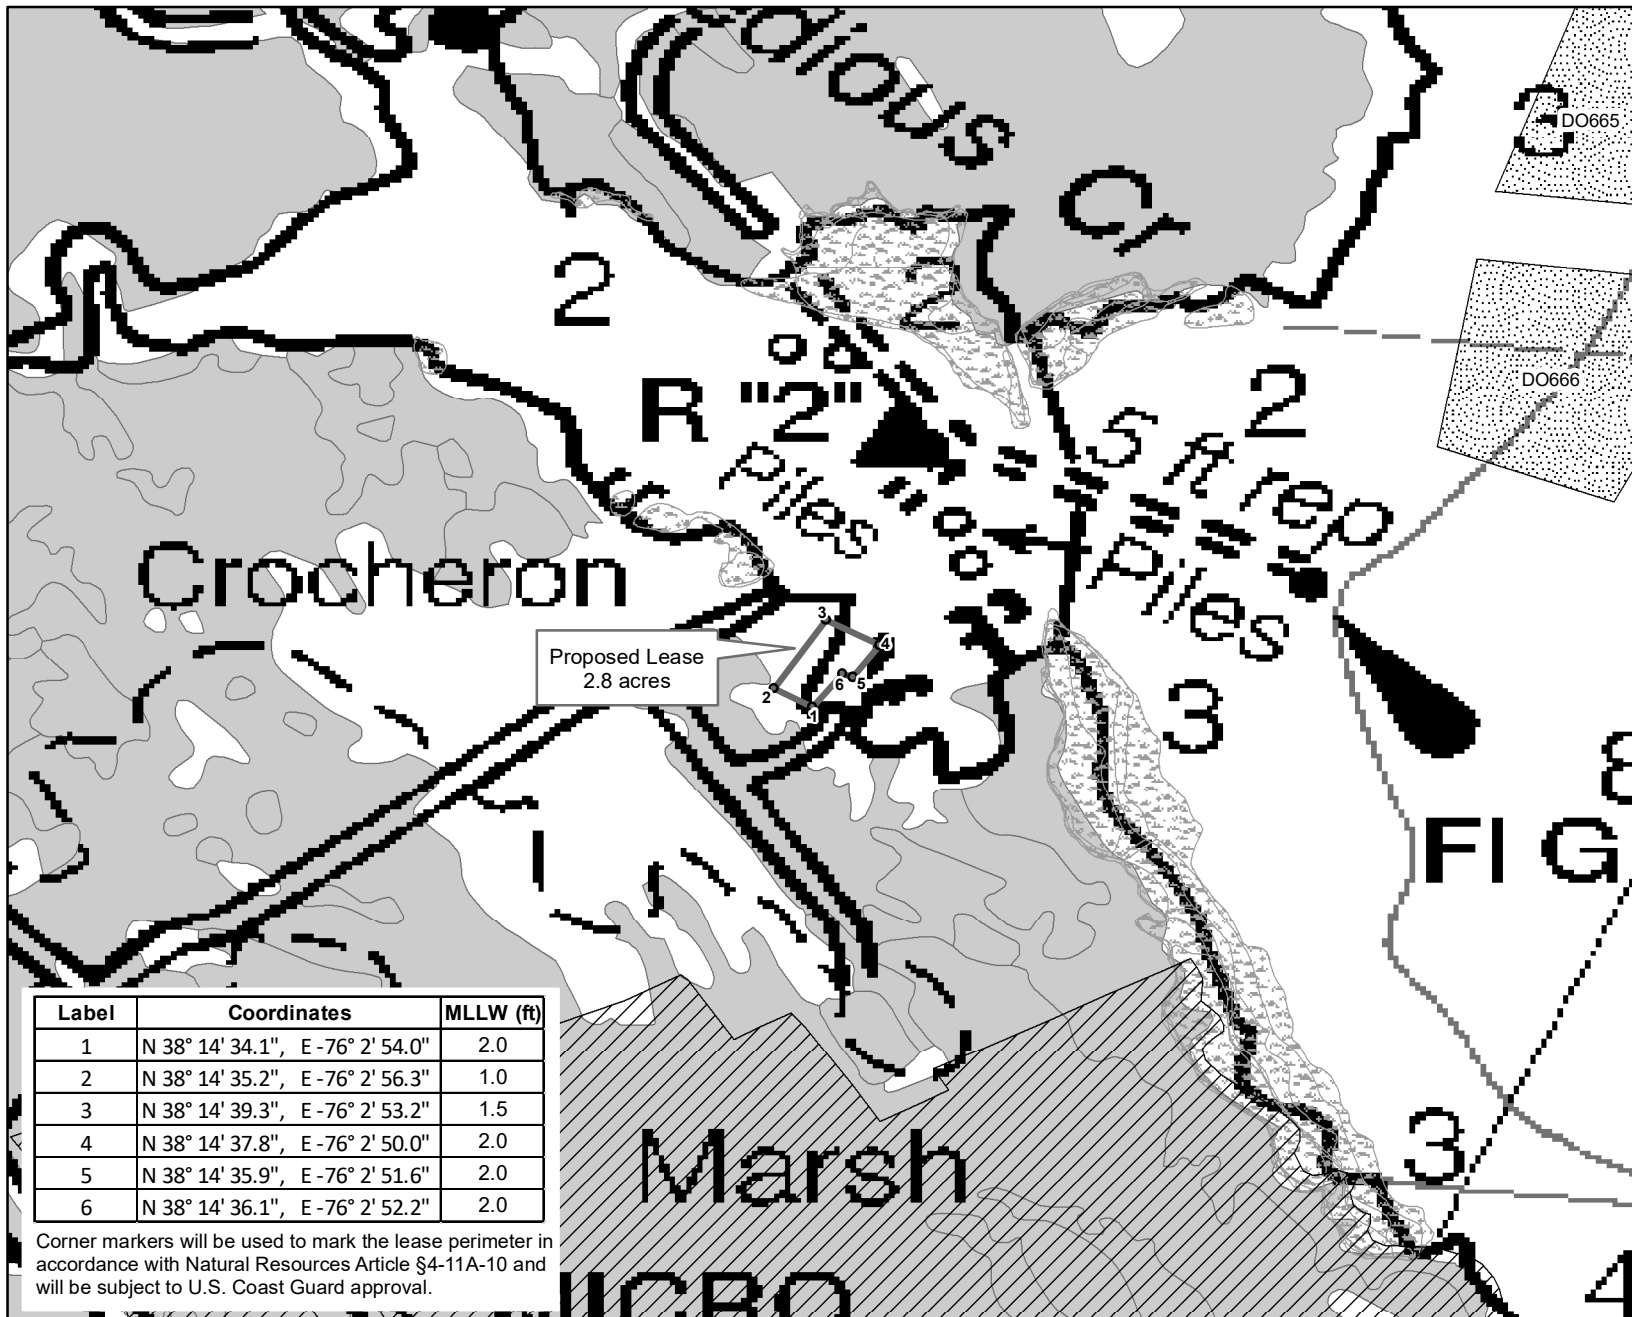 dious
Cr
3
DO665
2
2
DO666
2
R "2"
Piles
5 ft rep
Piles
Crocheron
Proposed Lease
2.8 acres
3
4
2
6
5
1
3
8
Fl G
Label Coordinates MLLW (ft)
1 N 38° 14' 34.1", E -76° 2' 54.0" 2.0
2 N 38° 14' 35.2", E -76° 2' 56.3" 1.0
3 N 38° 14' 39.3", E -76° 2' 53.2" 1.5
4 N 38° 14' 37.8", E -76° 2' 50.0" 2.0
5 N 38° 14' 35.9", E -76° 2' 51.6" 2.0
6 N 38° 14' 36.1", E -76° 2' 52.2" 2.0
Corner markers will be used to mark the lease perimeter in
accordance with Natural Resources Article §4-11A-10 and
will be subject to U.S. Coast Guard approval.
Marsh
3
4